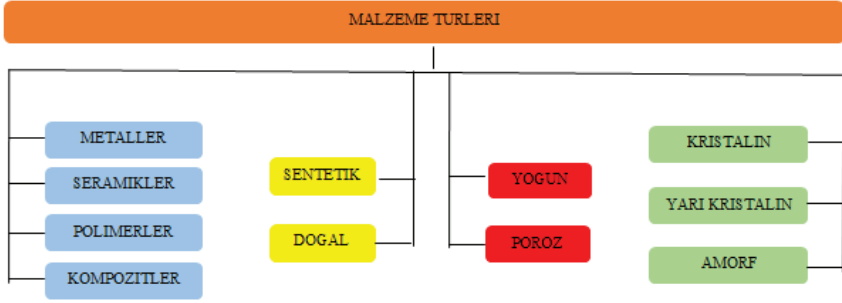 MALZEME TURLERI
METALLER
SERAMIKLER
POLIMERLER
KOMPOZITLER
SENTETIK
DOGAL
YOGUN
POROZ
KRISTALIN
YARI KRISTALIN
AMORF